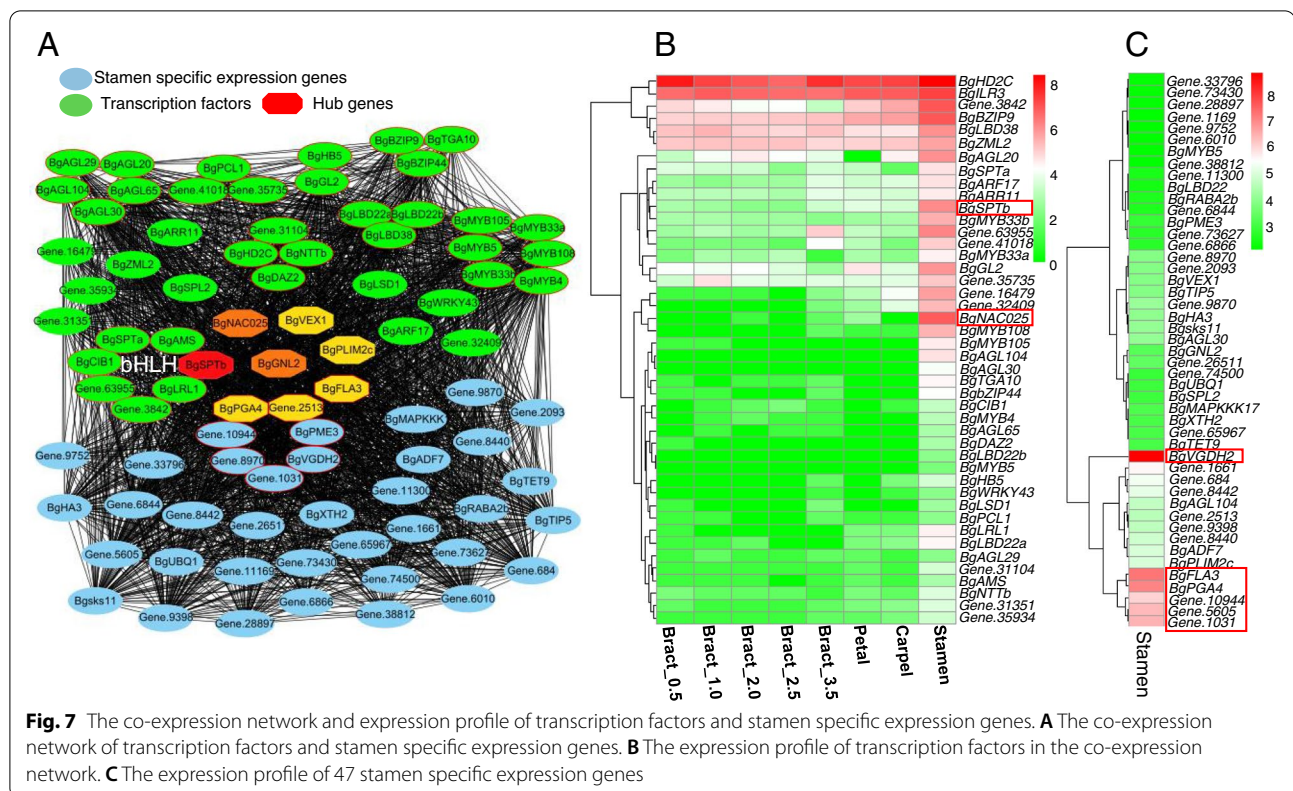 A
Stamen specific expression genes
Transcription factors
Hub genes
BgBZIP9
BgTGA10
BgBZIP44
BgAGL29
BgAGL20
BgHB5
BgPCL1
BgAGL104
BgAGL65
Gene.41018
Gene.35735
BgGL2
BgAGL30
BgLBD22a
BgLBD22b
BgMYB105
BgMYB33a
BgARR11
Gene.31104
BgLBD38
BgMYB5
BgMYB108
Gene.16479
BgHD2C
BgNTTb
BgZML2
BgDAZ2
BgMYB33b
BgMYB4
Gene.35934
BgSPL2
BgLSD1
BgWRKY43
Gene.31351
BgNAC025
BgVEX1
BgARF17
Gene.32409
BgSPTa
BgAMS
BgPLIM2c
BgCIB1
bHLH
BgSPTb
BgGNL2
Gene.63955
BgLRL1
BgFLA3
Gene.3842
BgPGA4
Gene.2513
Gene.9870
BgMAPKKK
Gene.2093
Gene.10944
BgPME3
Gene.8440
Gene.9752
Gene.33796
Gene.8970
BgVGDH2
BgADF7
Gene.1031
BgTET9
Gene.11300
BgHA3
Gene.6844
Gene.8442
Gene.2651
BgXTH2
Gene.1661
BgRABA2b
BgTIP5
Gene.5605
BgUBQ1
Gene.65967
Gene.73627
Gene.11169
Gene.73430
Gene.74500
Gene.684
Bgsks11
Gene.6866
Gene.6010
Gene.9398
Gene.28897
Gene.38812
B
BgHD2C
BgILR3
Gene.3842
BgBZIP9
BgLBD38
BgZML2
BgAGL20
BgSPTa
BgARF17
BgARR11
BgSPTb
BgMYB33b
Gene.63955
Gene.41018
BgMYB33a
BgGL2
Gene.35735
Gene.16479
Gene.32409
BgNAC025
BgMYB108
BgMYB105
BgAGL104
BgAGL30
BgTGA10
BgbZIP44
BgCIB1
BgMYB4
BgAGL65
BgDAZ2
BgLBD22b
BgMYB5
BgHB5
BgWRKY43
BgLSD1
BgPCL1
BgLRL1
BgLBD22a
BgAGL29
Gene.31104
BgAMS
BgNTTb
Gene.31351
Gene.35934
8
6
4
2
0
Bract_0.5
Bract_1.0
Bract_2.0
Bract_2.5
Bract_3.5
Petal
Carpel
Stamen
C
Gene.33796
Gene.73430
Gene.28897
Gene.1169
Gene.9752
Gene.6010
BgMYB5
Gene.38812
Gene.11300
BgLBD22
BgRABA2b
Gene.6844
BgPME3
Gene.73627
Gene.6866
Gene.8970
Gene.2093
BgVEX1
BgTIP5
Gene.9870
BgHA3
Bgsks11
BgAGL30
BgGNL2
Gene.26511
Gene.74500
BgUBQ1
BgSPL2
BgMAPKKK17
BgXTH2
Gene.65967
BgTET9
BgVGDH2
Gene.1661
Gene.684
Gene.8442
BgAGL104
Gene.2513
Gene.9398
Gene.8440
BgADF7
BgPLIM2c
BgFLA3
BgPGA4
Gene.10944
Gene.5605
Gene.1031
8
7
6
5
4
3
Stamen
Fig. 7 The co-expression network and expression profile of transcription factors and stamen specific expression genes. A The co-expression
network of transcription factors and stamen specific expression genes. B The expression profile of transcription factors in the co-expression
network. C The expression profile of 47 stamen specific expression genes